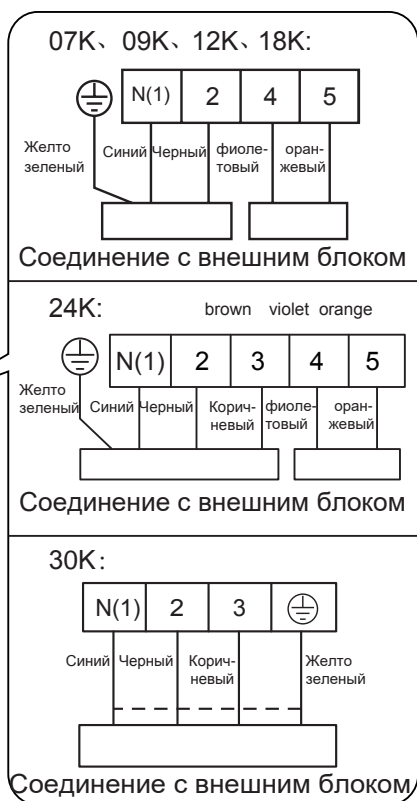 07K、09K、12K、18K:
N(1) 2 4 5
Желто зеленый
Синий
Черный
фиоле-
товый
оран-
жевый
Соединение с внешним блоком
24K: brown violet orange
N(1) 2 3 4 5
Желто
зеленый
Синий
Черный
Корич-
невый
фиоле-
товый
оран-
жевый
Соединение с внешним блоком
30K:
N(1) 2 3
Синий
Черный
Корич-
невый
Желто
зеленый
Соединение с внешним блоком